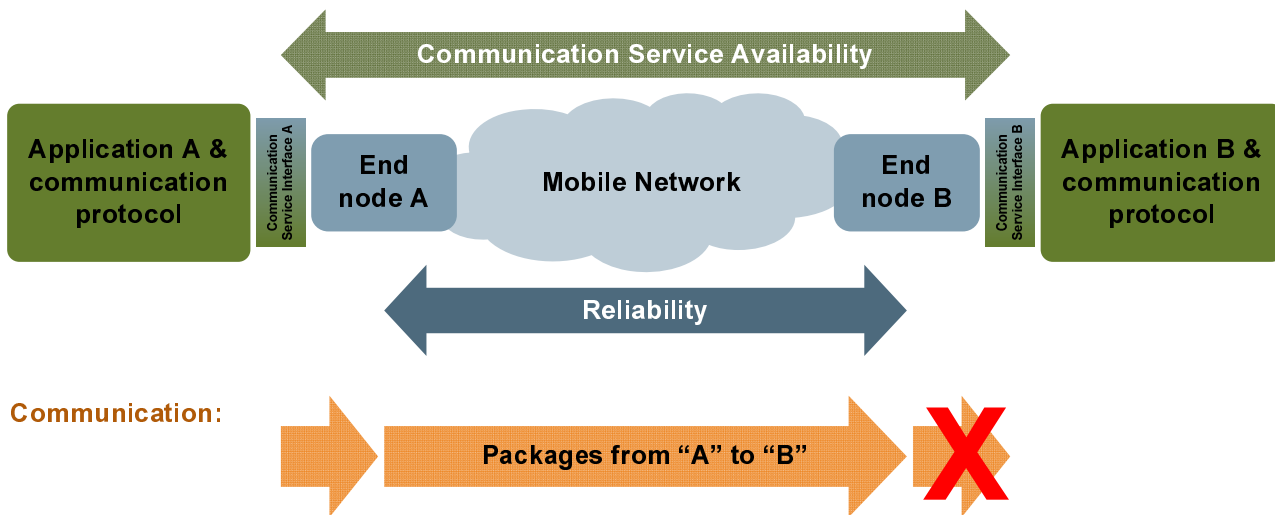 Communication Service Availability
Application A &
communication
protocol
Communication
Service Interface A
End
node A
Mobile Network
End
node B
Communication
Service Interface B
Application B &
communication
protocol
Reliability
Communication:
Packages from “A” to “B”
X